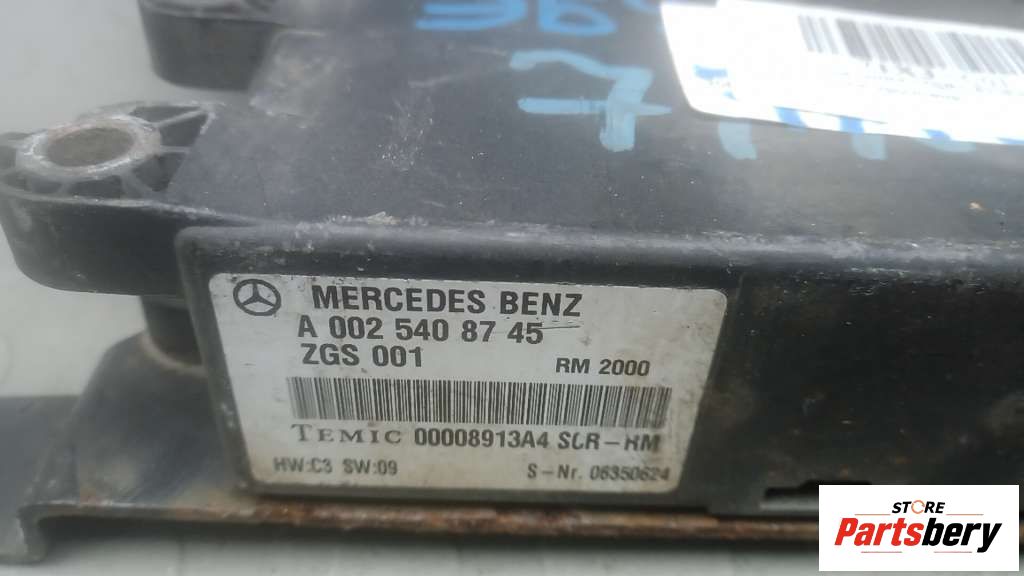 7
MERCEDES BENZ
A 002 540 87 45
ZGS 001
RM 2000
TEMIC 00008913A4 SCR-HM
HW:C3 SW:09 S-Nr. 06350624
STORE
Partsbery